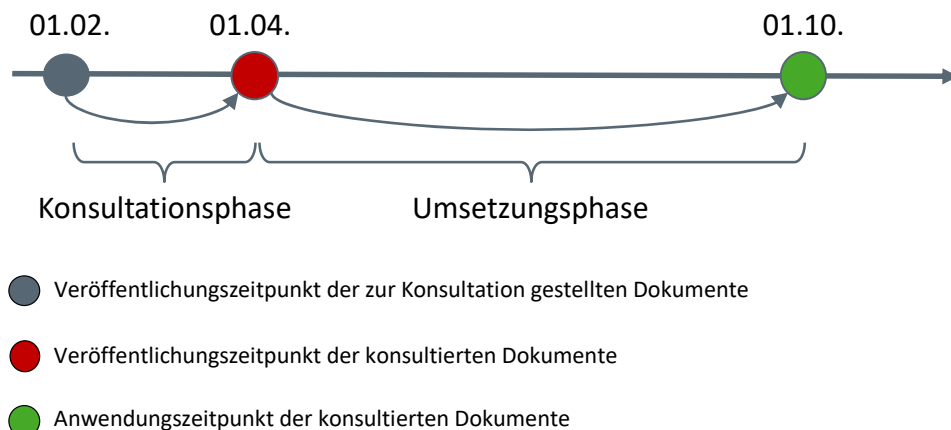 01.02. 01.04. 01.10.
Konsultationsphase Umsetzungsphase
Veröffentlichungszeitpunkt der zur Konsultation gestellten Dokumente
Veröffentlichungszeitpunkt der konsultierten Dokumente
Anwendungszeitpunkt der konsultierten Dokumente